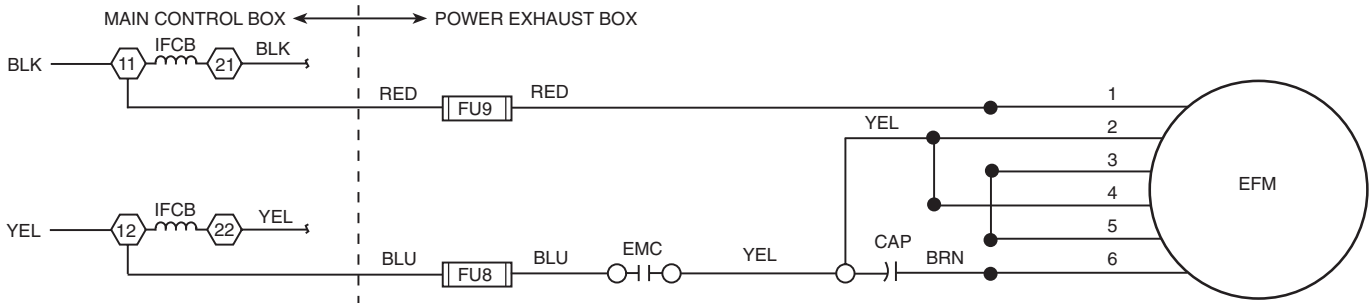 MAIN CONTROL BOX POWER EXHAUST BOX
BLK 11 IFCB 21 BLK
RED FU9 RED 1
YEL 2
3
EFM
4
YEL 12 IFCB 22 YEL
5
BLU FU8 BLU EMC YEL CAP BRN 6